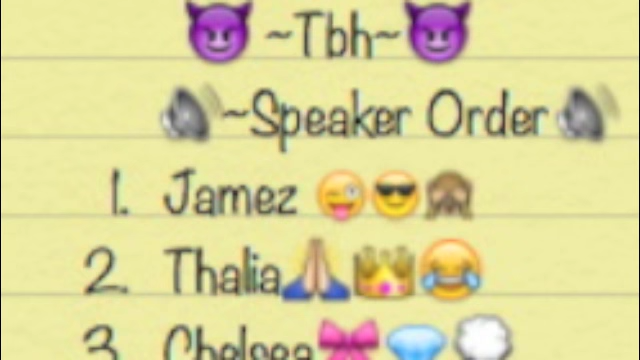 😈 ~Tbh~😈
🔊~Speaker Order🔊
1. Jamez 😜😎🙈
2. Thalia🙏👑😂
3. Chelsea🎀💎💭